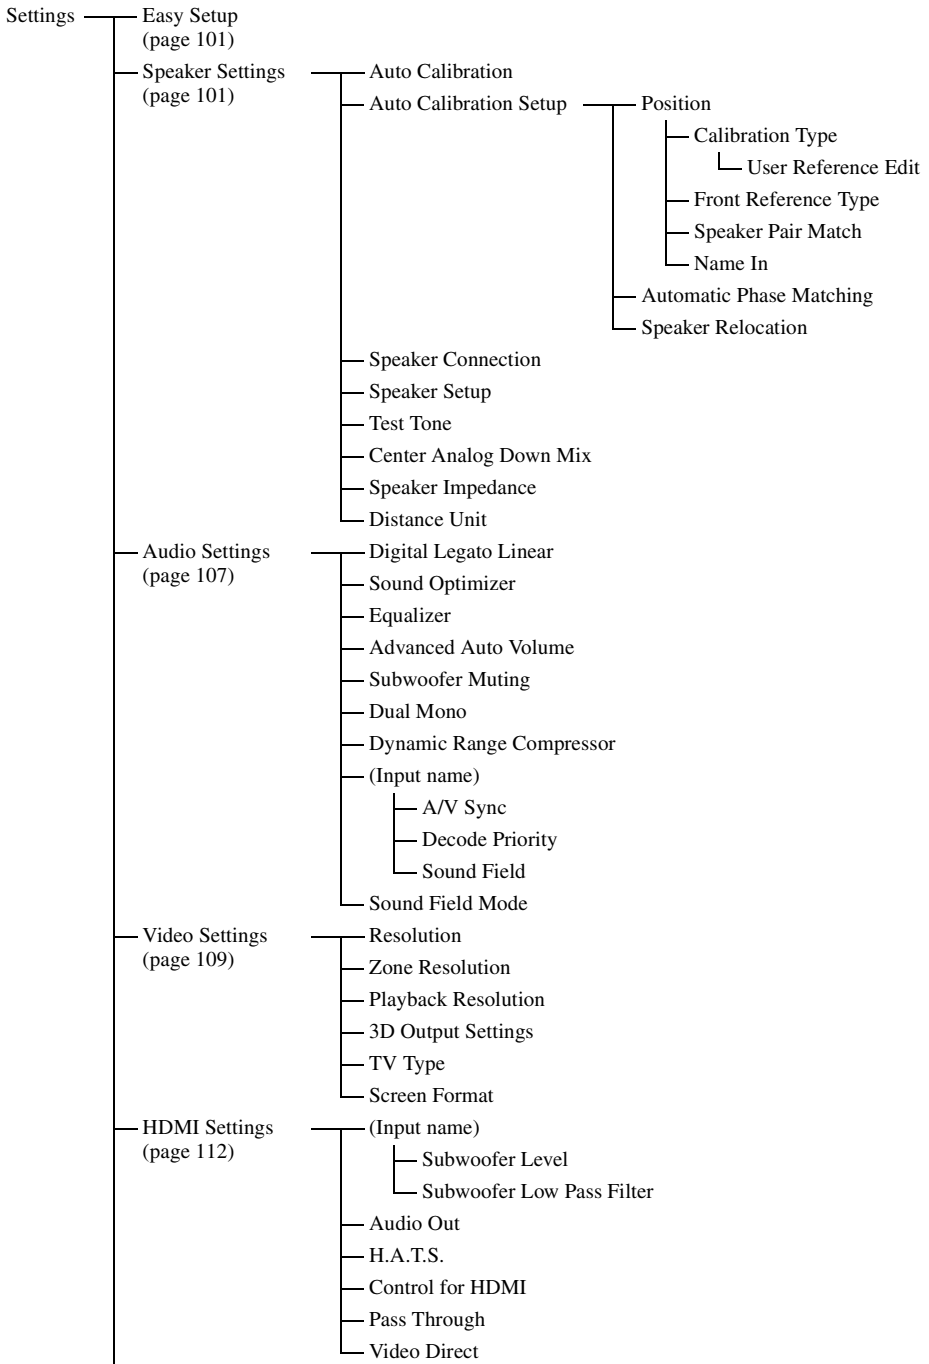 Settings
Easy Setup
(page 101)
Speaker Settings
(page 101)
Auto Calibration
Auto Calibration Setup
Position
Calibration Type
User Reference Edit
Front Reference Type
Speaker Pair Match
Name In
Automatic Phase Matching
Speaker Relocation
Speaker Connection
Speaker Setup
Test Tone
Center Analog Down Mix
Speaker Impedance
Distance Unit
Audio Settings
(page 107)
Digital Legato Linear
Sound Optimizer
Equalizer
Advanced Auto Volume
Subwoofer Muting
Dual Mono
Dynamic Range Compressor
(Input name)
A/V Sync
Decode Priority
Sound Field
Sound Field Mode
Video Settings
(page 109)
Resolution
Zone Resolution
Playback Resolution
3D Output Settings
TV Type
Screen Format
HDMI Settings
(page 112)
(Input name)
Subwoofer Level
Subwoofer Low Pass Filter
Audio Out
H.A.T.S.
Control for HDMI
Pass Through
Video Direct